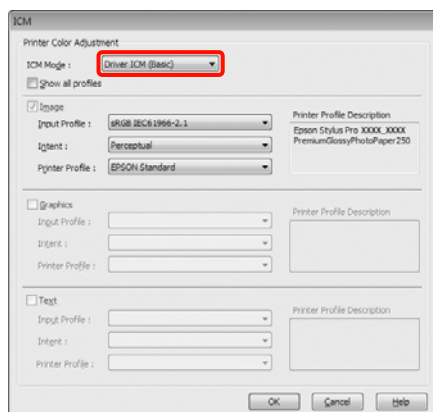 ICM
Printer Color Adjustment
ICM Mode : Driver ICM (Basic)
Show all profiles
Image
Input Profile : sRGB IEC61966-2.1
Intent : Perceptual
Printer Profile : EPSON Standard
Printer Profile Description
Epson Stylus Pro XXXX_XXXX
PremiumGlossyPhotoPaper250
Graphics
Input Profile :
Intent :
Printer Profile :
Printer Profile Description
Text
Input Profile :
Intent :
Printer Profile :
Printer Profile Description
OK Cancel Help